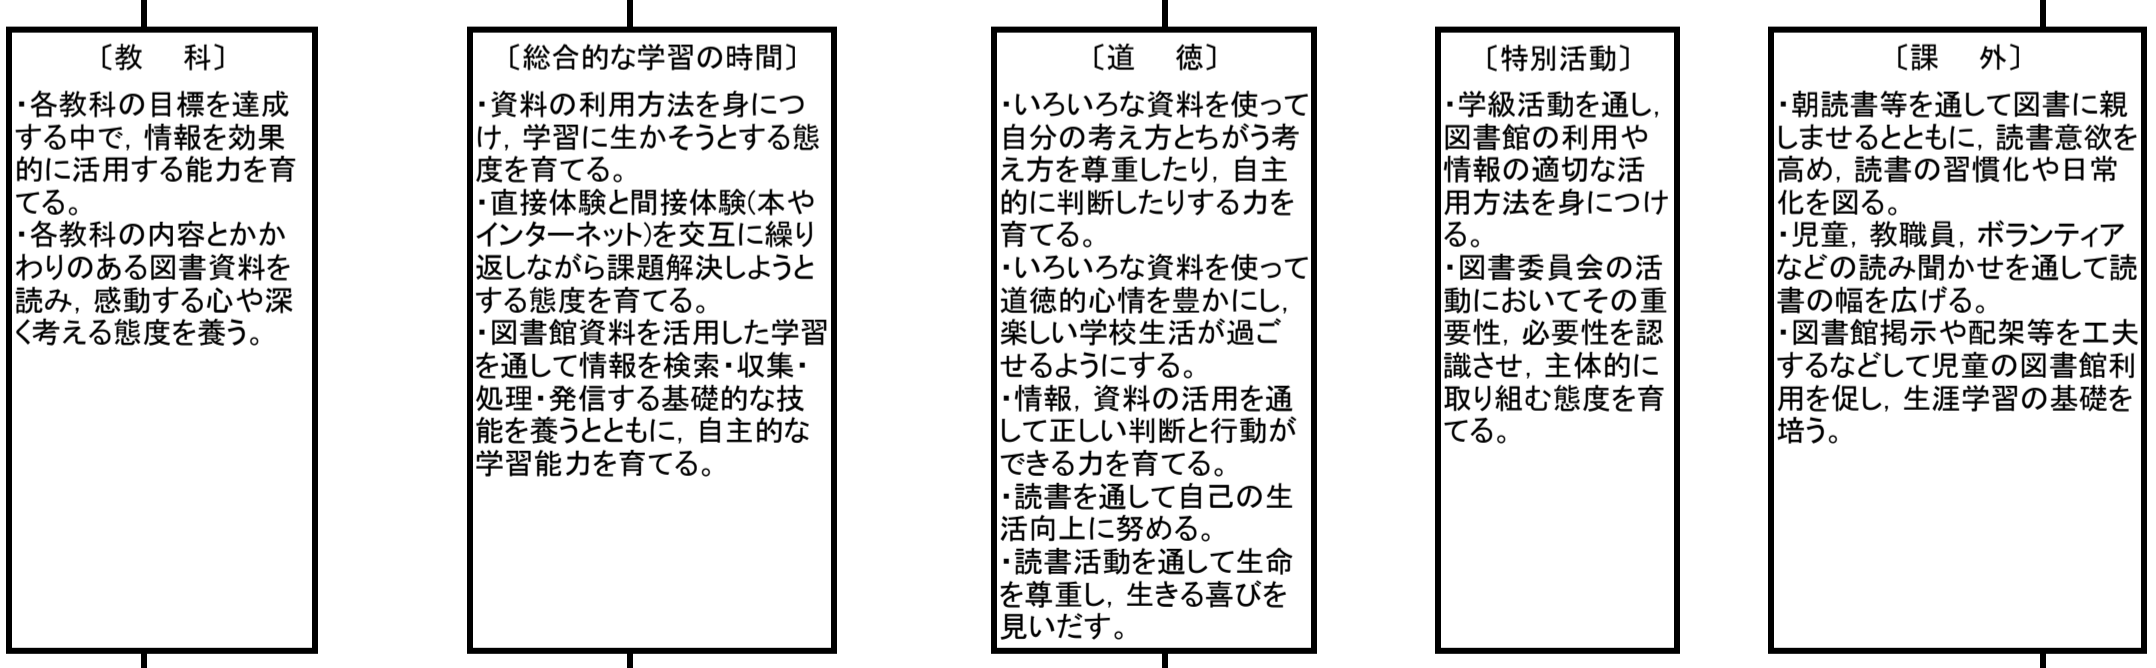 〔教　科〕
・各教科の目標を達成
する中で，情報を効果
的に活用する能力を育
てる。
・各教科の内容とかか
わりのある図書資料を
読み，感動する心や深
く考える態度を養う。
〔総合的な学習の時間〕
・資料の利用方法を身につ
け，学習に生かそうとする態
度を育てる。
・直接体験と間接体験(本や
インターネット)を交互に繰り
返しながら課題解決しようと
する態度を育てる。
・図書館資料を活用した学習
を通して情報を検索・収集・
処理・発信する基礎的な技
能を養うとともに，自主的な
学習能力を育てる。
〔道　徳〕
・いろいろな資料を使って
自分の考え方とちがう考
え方を尊重したり，自主
的に判断したりする力を
育てる。
・いろいろな資料を使って
道徳的心情を豊かにし，
楽しい学校生活が過ご
せるようにする。
・情報，資料の活用を通
して正しい判断と行動が
できる力を育てる。
・読書を通して自己の生
活向上に努める。
・読書活動を通して生命
を尊重し，生きる喜びを
見いだす。
〔特別活動〕
・学級活動を通し，
図書館の利用や
情報の適切な活
用方法を身につけ
る。
・図書委員会の活
動においてその重
要性，必要性を認
識させ，主体的に
取り組む態度を育
てる。
〔課　外〕
・朝読書等を通して図書に親
しませるとともに，読書意欲を
高め，読書の習慣化や日常
化を図る。
・児童，教職員，ボランティア
などの読み聞かせを通して読
書の幅を広げる。
・図書館掲示や配架等を工夫
するなどして児童の図書館利
用を促し，生涯学習の基礎を
培う。